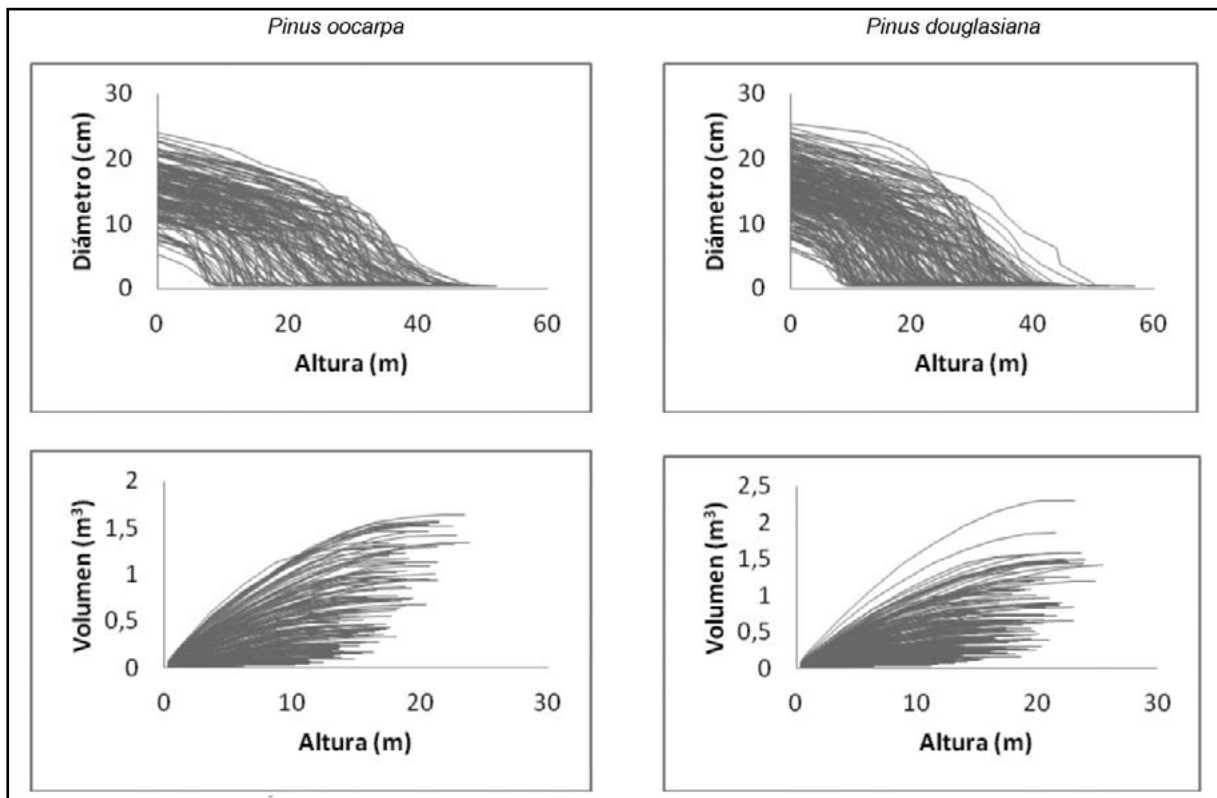 Pinus oocarpa
Pinus douglasiana
Diámetro (cm)
30
20
10
0
0 20 40 60
Altura (m)
Diámetro (cm)
30
20
10
0
0 20 40 60
Altura (m)
Volumen (m³)
2
1,5
1
0,5
0
0 10 20 30
Altura (m)
Volumen (m³)
2,5
2
1,5
1
0,5
0
0 10 20 30
Altura (m)